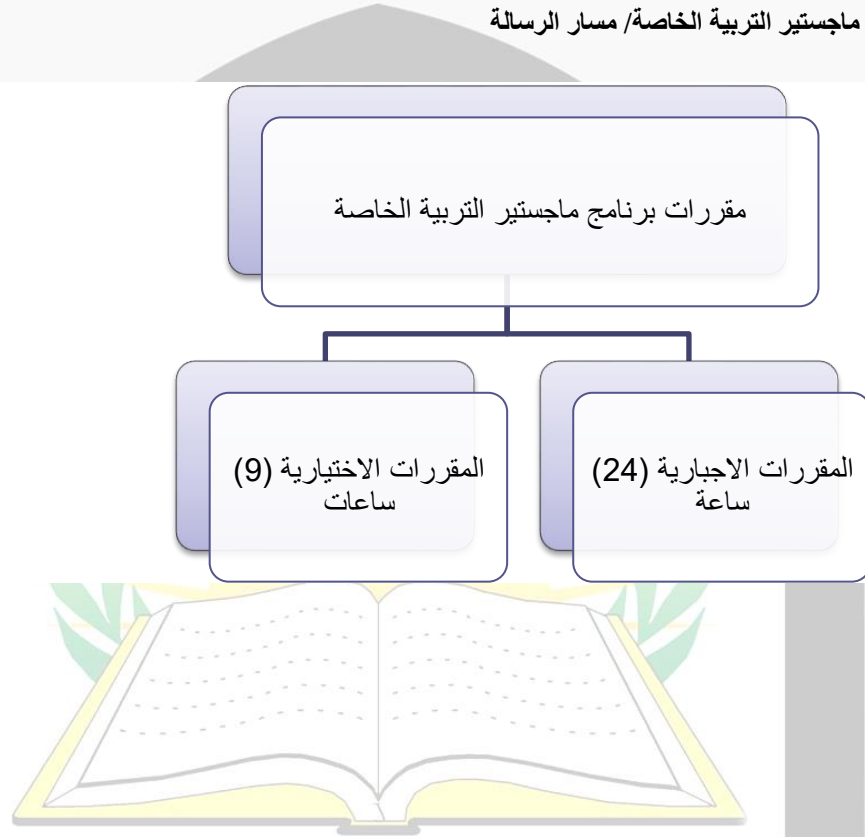 ماجستير التربية الخاصة/ مسار الرسالة
مقررات برنامج ماجستير التربية الخاصة
المقررات الاجبارية (24)
ساعة
المقررات الاختيارية (9)
ساعات